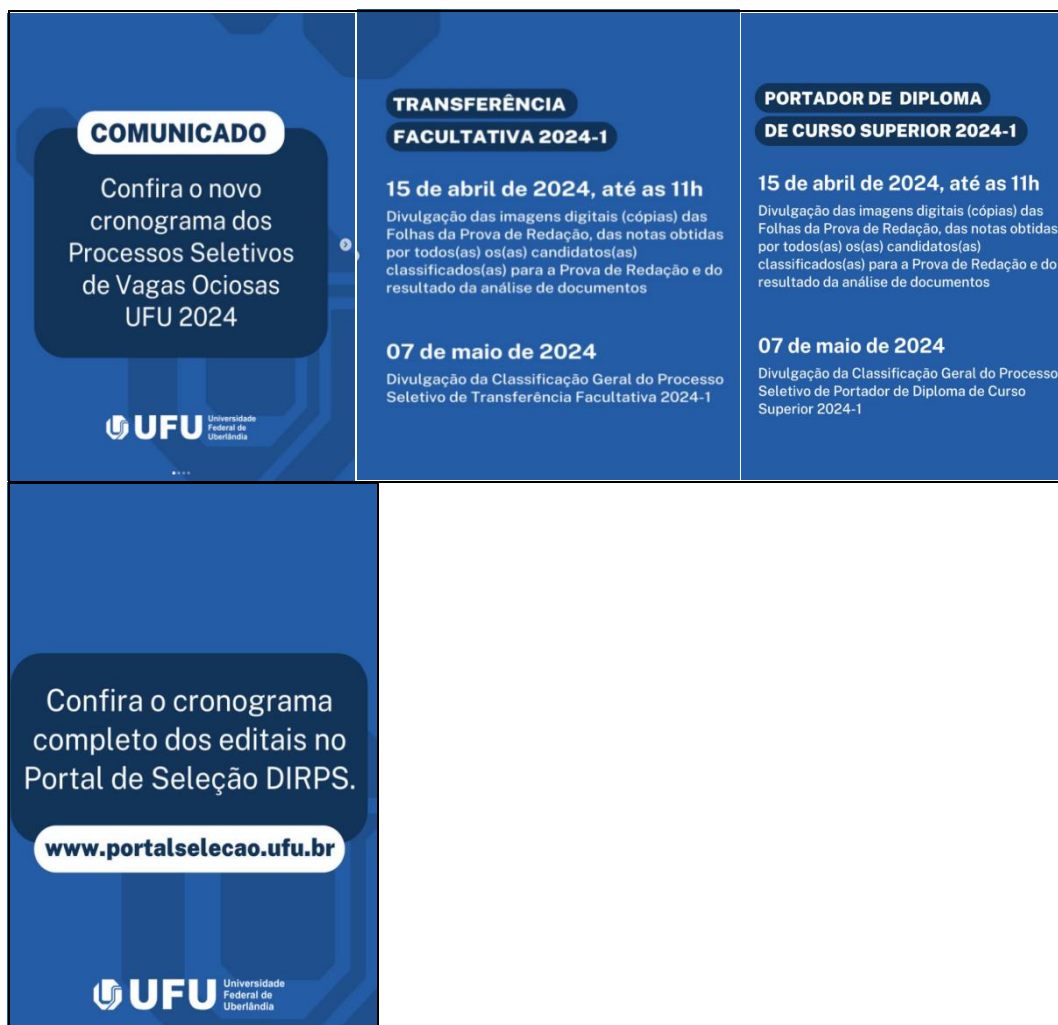 COMUNICADO
Confira o novo
cronograma dos
Processos Seletivos
de Vagas Ociosas
UFU 2024
UFU
Universidade
Federal de
Uberlândia
TRANSFERÊNCIA
FACULTATIVA 2024-1
15 de abril de 2024, até as 11h
Divulgação das imagens digitais (cópias) das
Folhas da Prova de Redação, das notas obtidas
por todos(as) os(as) candidatos(as)
classificados(as) para a Prova de Redação e do
resultado da análise de documentos
07 de maio de 2024
Divulgação da Classificação Geral do Processo
Seletivo de Transferência Facultativa 2024-1
PORTADOR DE DIPLOMA
DE CURSO SUPERIOR 2024-1
15 de abril de 2024, até as 11h
Divulgação das imagens digitais (cópias) das
Folhas da Prova de Redação, das notas obtidas
por todos(as) os(as) candidatos(as)
classificados(as) para a Prova de Redação e do
resultado da análise de documentos
07 de maio de 2024
Divulgação da Classificação Geral do Processo
Seletivo de Portador de Diploma de Curso
Superior 2024-1
Confira o cronograma
completo dos editais no
Portal de Seleção DIRPS.
www.portalselecao.ufu.br
UFU
Universidade
Federal de
Uberlândia